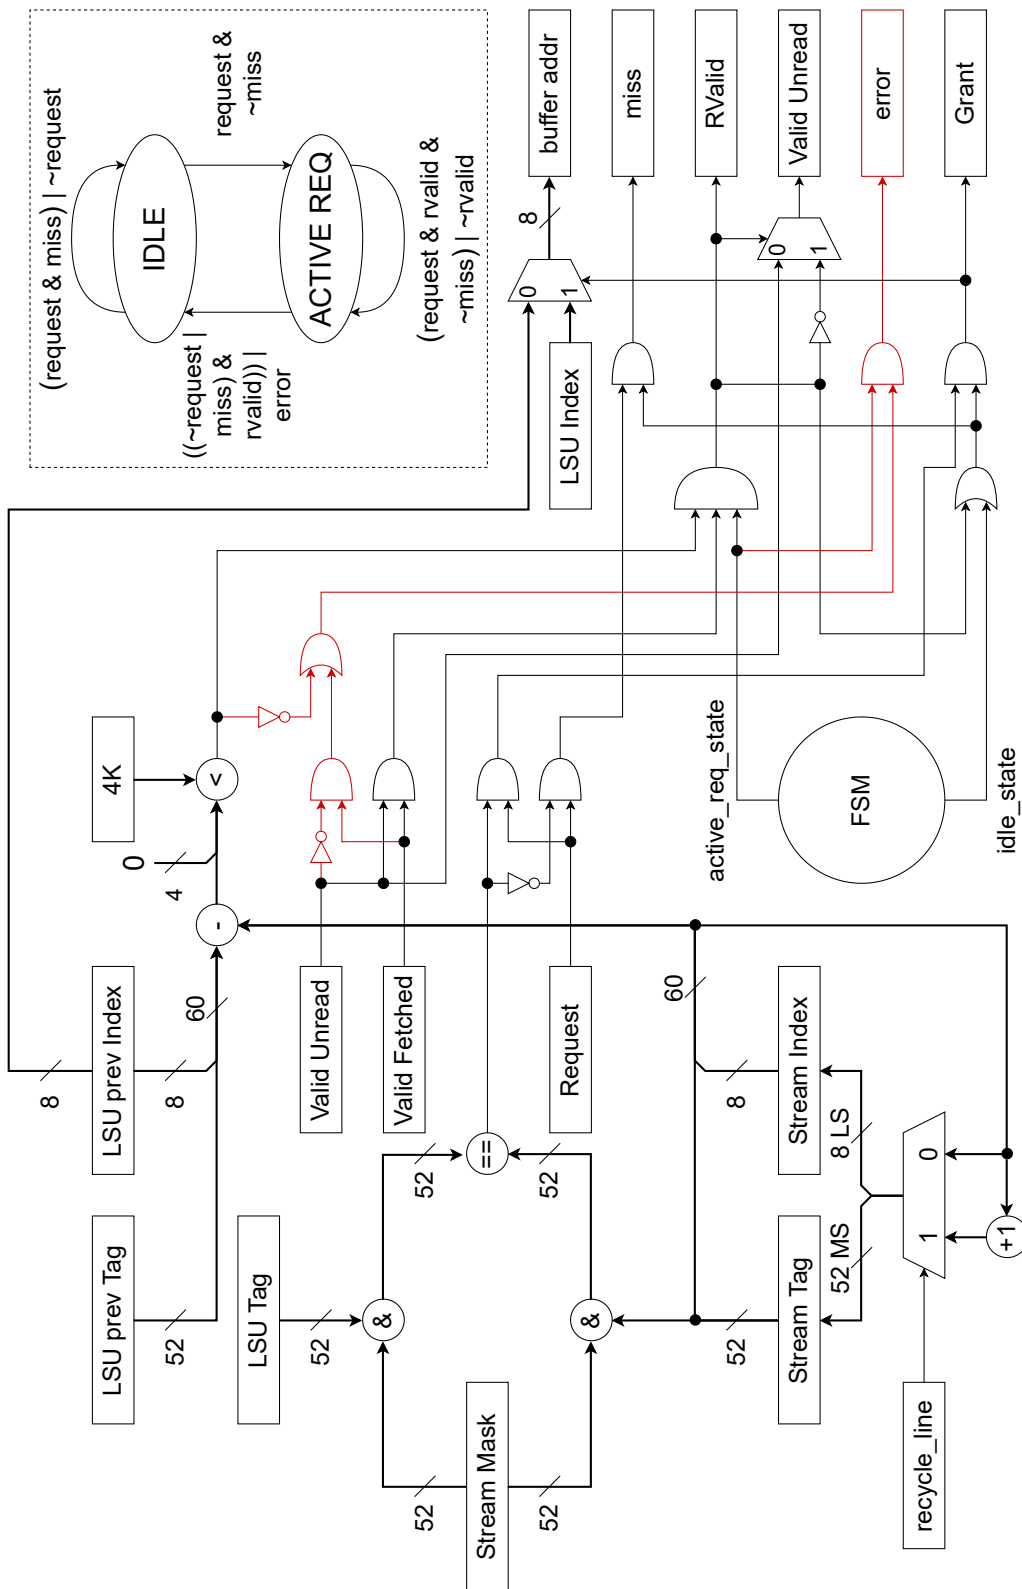 LSU prev Tag
52
LSU prev Index
8
8
60
0
4
4K
<
-
LSU Tag
52
Stream Mask
52
52
&
&
52
52
==
Valid Unread
Valid Fetched
Request
Stream Tag
52
Stream Index
8
60
52 MS
8 LS
recycle_line
1
0
+1
FSM
active_req_state
idle_state
(request & miss) | ~request
IDLE
request &
~miss
((~request |
miss) &
rvalid)) |
error
ACTIVE REQ
(request & rvalid &
~miss) | ~rvalid
LSU Index
0
1
8
buffer addr
miss
RValid
0
1
Valid Unread
error
Grant